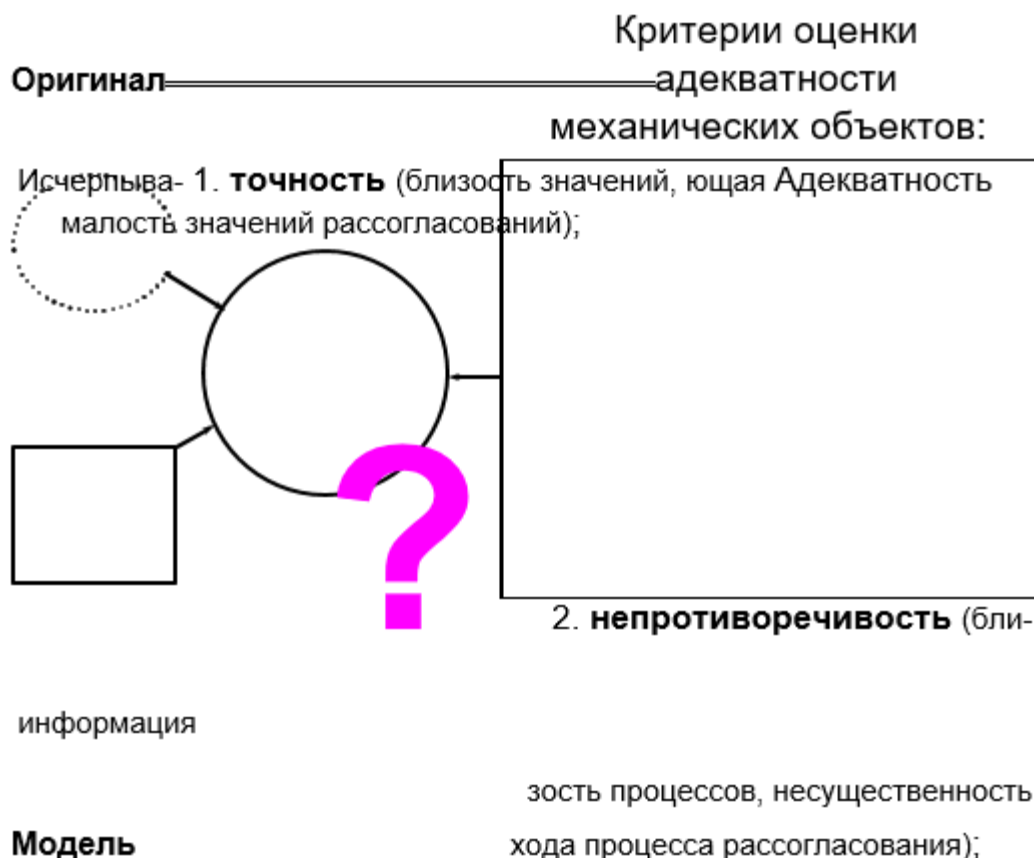 Критерии оценки
Оригинал адекватности
механических объектов:
Исчерпыва- 1. точность (близость значений, ющая Адекватность
малость значений рассогласований);
?
2. непротиворечивость (бли-
информация
зость процессов, несущественность
Модель хода процесса рассогласования);